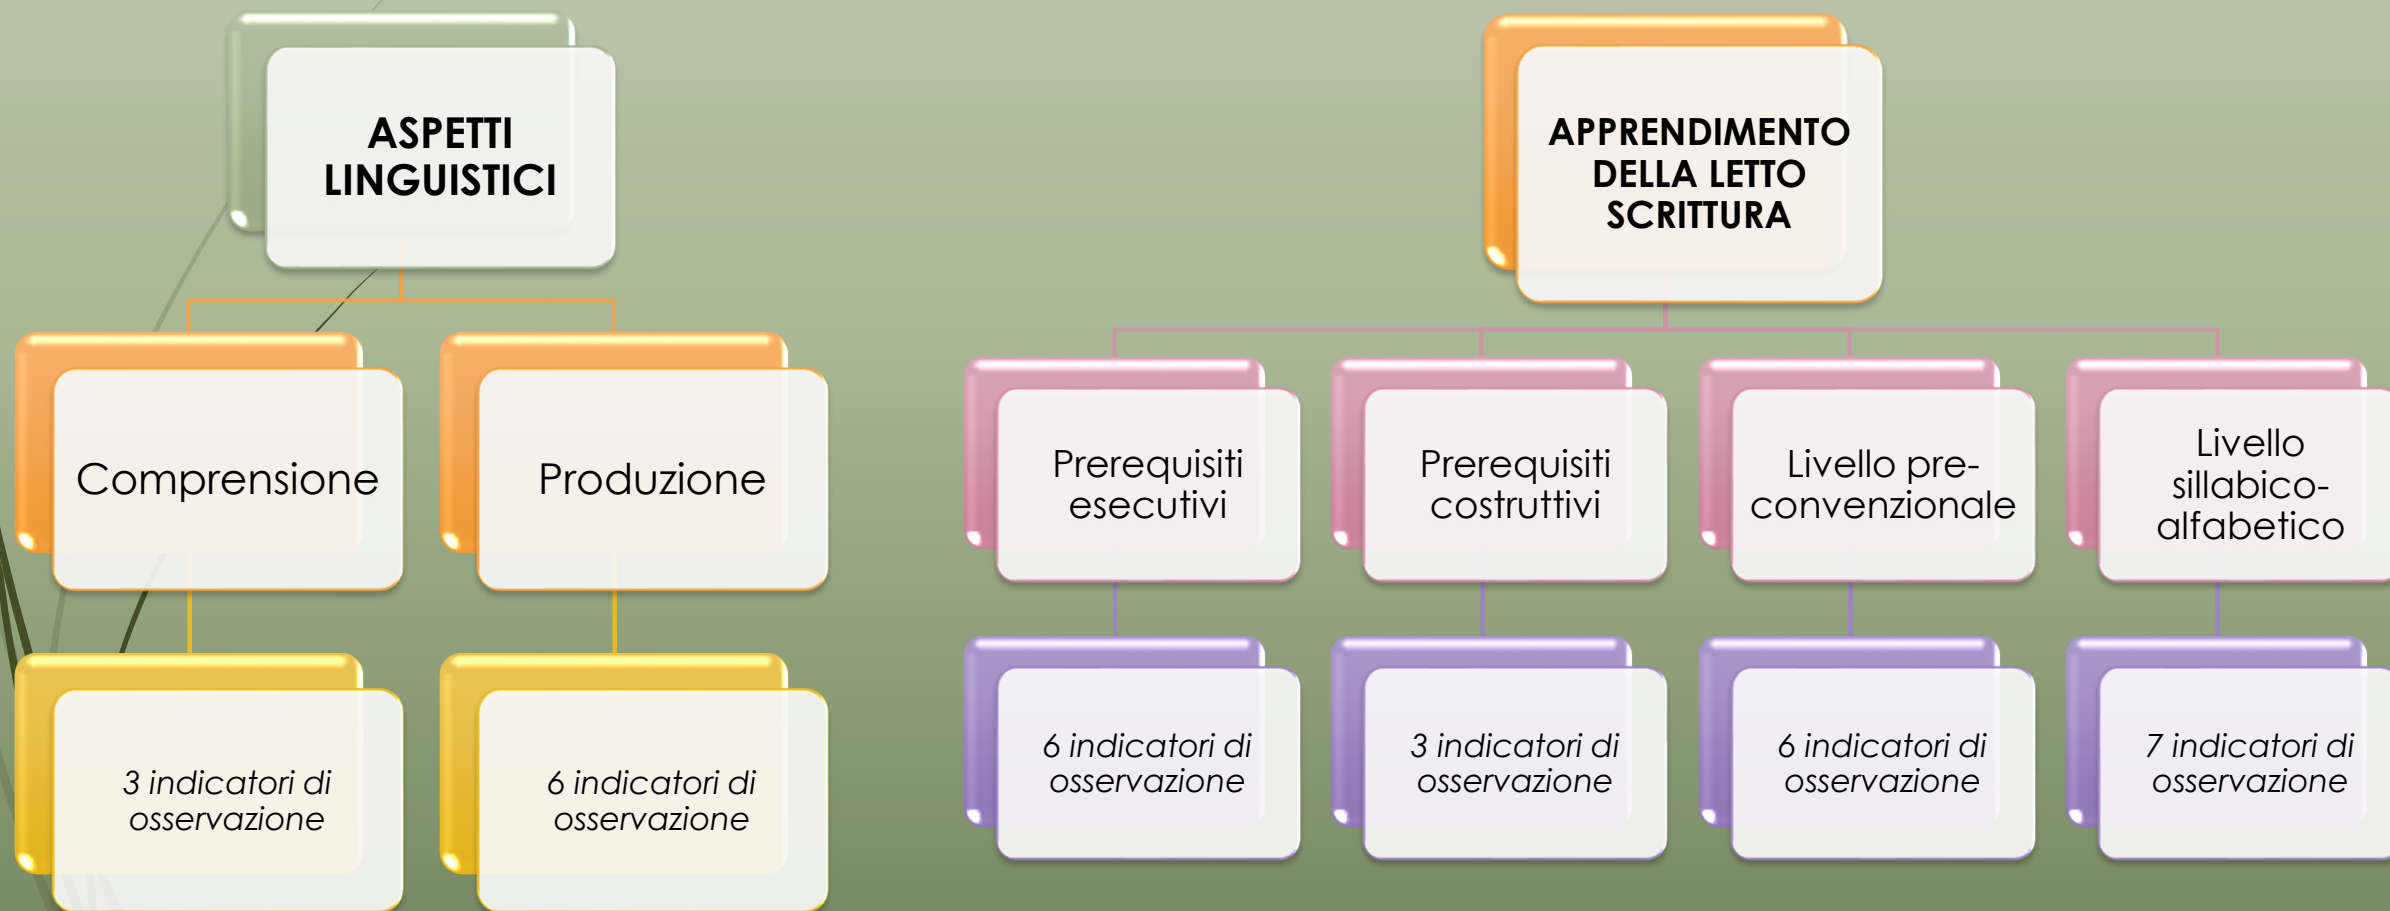 ASPETTI
LINGUISTICI
Comprensione
Produzione
3 indicatori di
osservazione
6 indicatori di
osservazione
APPRENDIMENTO
DELLA LETTO
SCRITTURA
Prerequisiti
esecutivi
Prerequisiti
costruttivi
Livello pre-
convenzionale
Livello
sillabico-
alfabetico
6 indicatori di
osservazione
3 indicatori di
osservazione
6 indicatori di
osservazione
7 indicatori di
osservazione